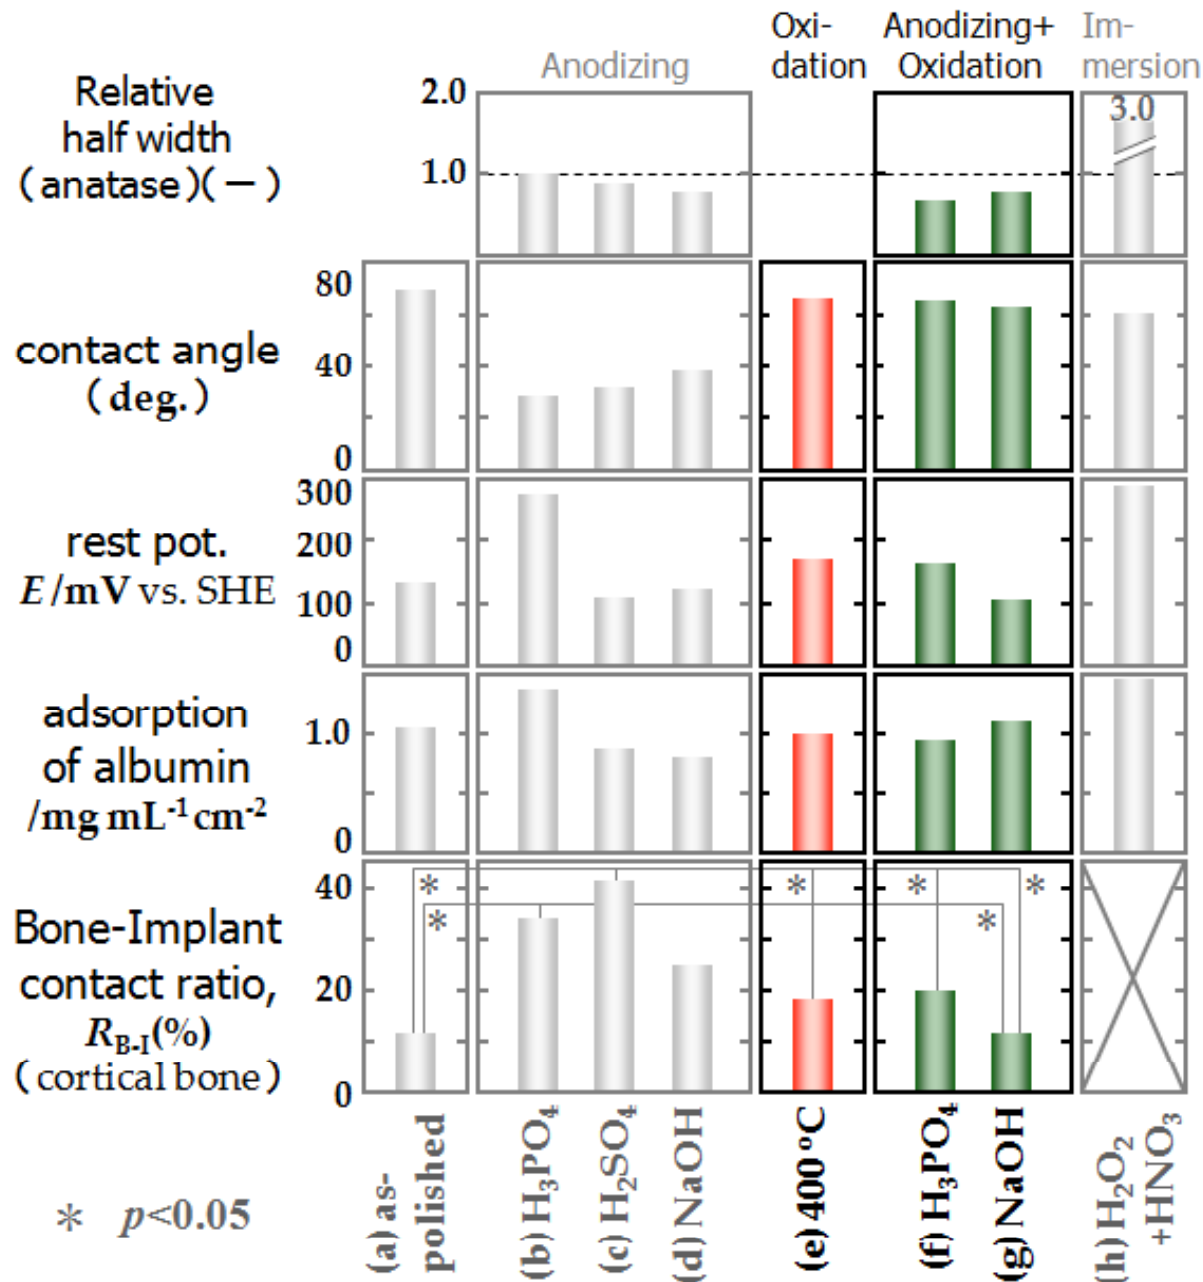 Oxi-
dation
Anodizing+
Oxidation
Im-
mersion
Anodizing
Relative
half width
(anatase)(－)
2.0
1.0
3.0
contact angle
(deg.)
80
40
0
rest pot.
E/mV vs. SHE
300
200
100
0
adsorption
of albumin
/mg mL⁻¹ cm⁻²
1.0
0
Bone-Implant
contact ratio,
R_B-I(%)
(cortical bone)
40
20
0
*
*
*
*
*
*
(a) as-
polished
(b) H₃PO₄
(c) H₂SO₄
(d) NaOH
(e) 400 °C
(f) H₃PO₄
(g) NaOH
(h) H₂O₂
+HNO₃
* p<0.05